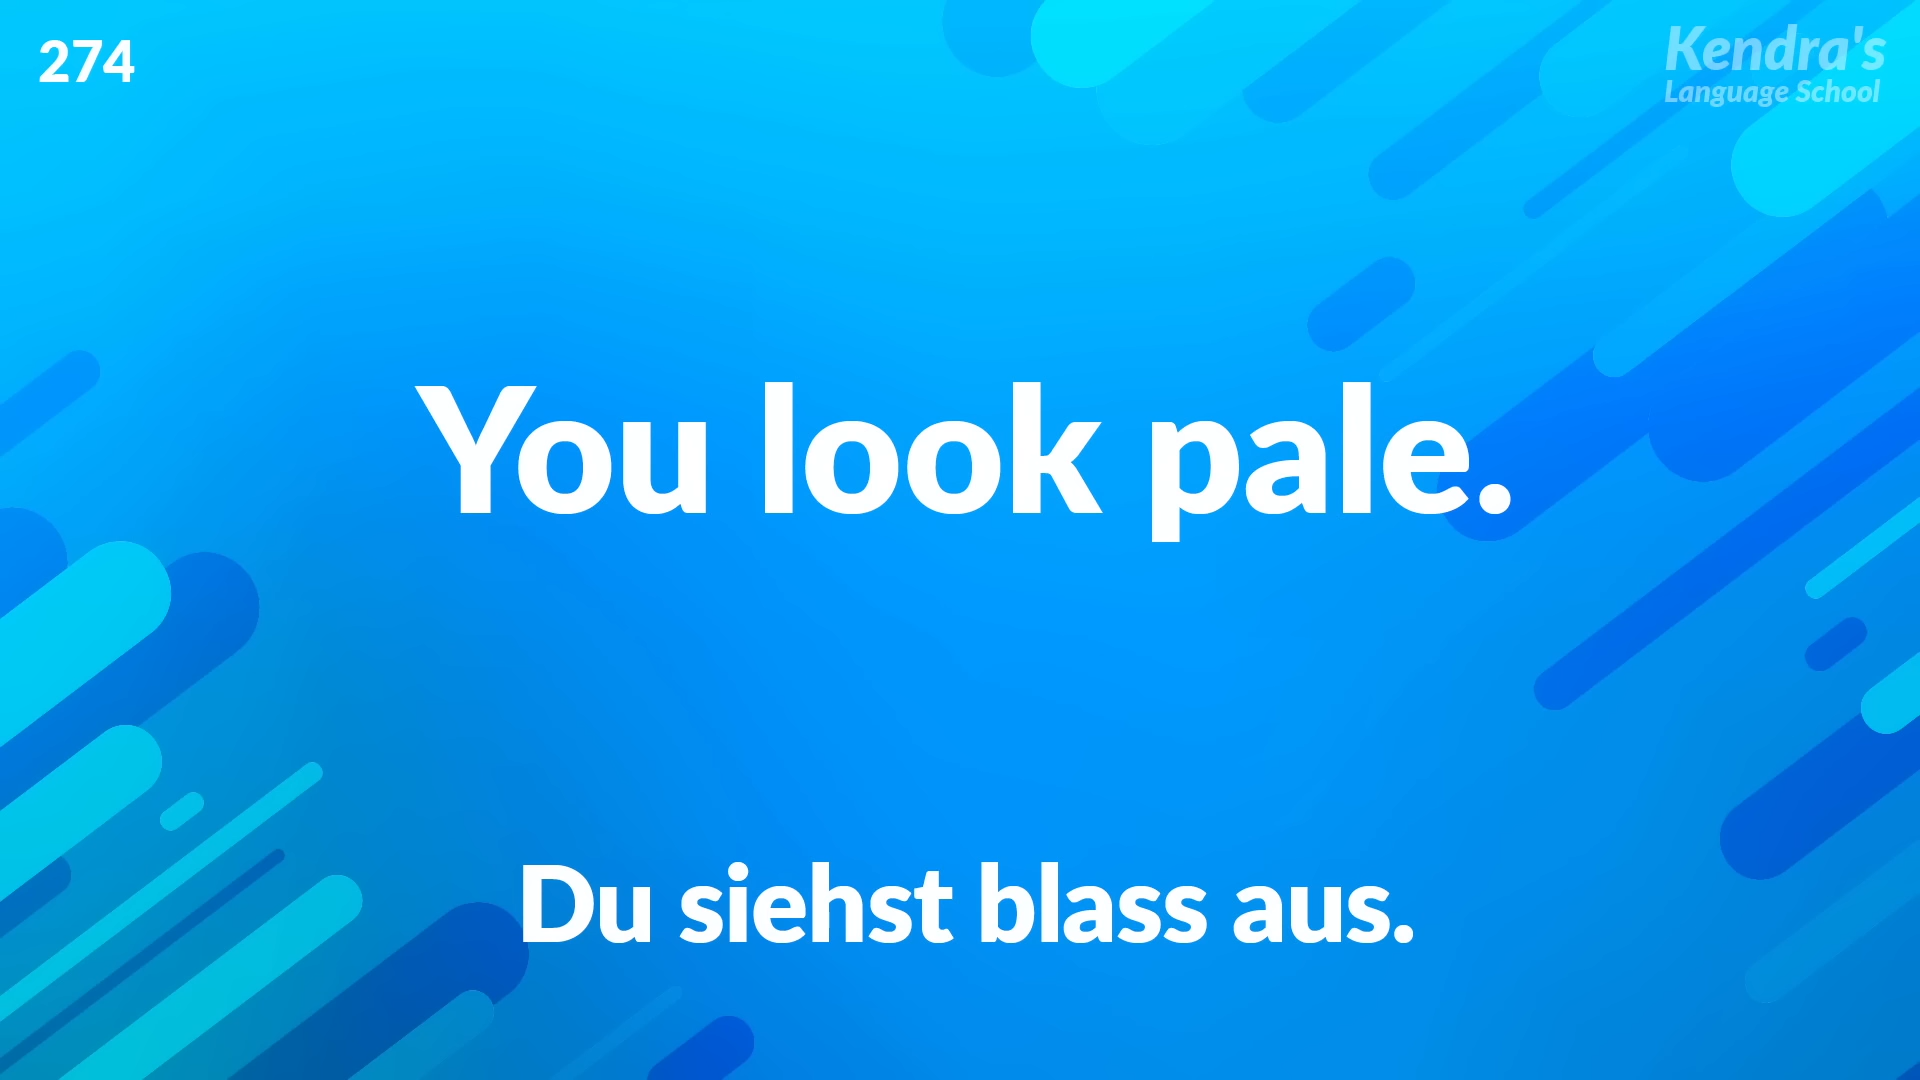 274
Kendra's
Language School
You look pale.
Du siehst blass aus.